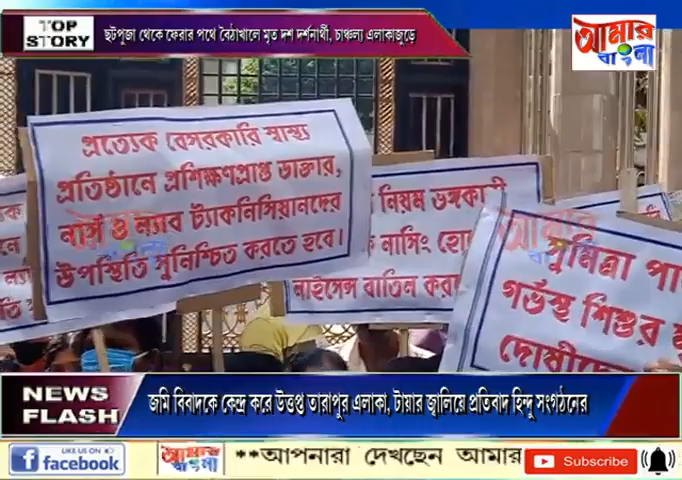 TOP STORY
ছটপুজা থেকে ফেরার পথে বৈঠাখালে মৃত দশ দর্শনার্থী, চাঞ্চল্য এলাকাজুড়ে
আমার বাংলা
প্রত্যেক বেসরকারি স্বাস্থ্য
প্রতিষ্ঠানে প্রশিক্ষণপ্রাপ্ত ডাক্তার,
নার্স ও ল্যাব ট্যাকনিসিয়ানদের
উপস্থিতি সুনিশ্চিত করতে হবে।
নিয়ম ভঙ্গকারী
ক নার্সিং হো
লাইসেন্স বাতিল কর
সুমিত্রা পা
গর্ভস্থ শিশুর
দোষীদে
NEWS FLASH
জমি বিবাদকে কেন্দ্র করে উত্তপ্ত তারাপুর এলাকা, টায়ার জ্বালিয়ে প্রতিবাদ হিন্দু সংগঠনের
LIKE US ON
facebook
আমার বাংলা
**আপনারা দেখছেন আমার
Subscribe